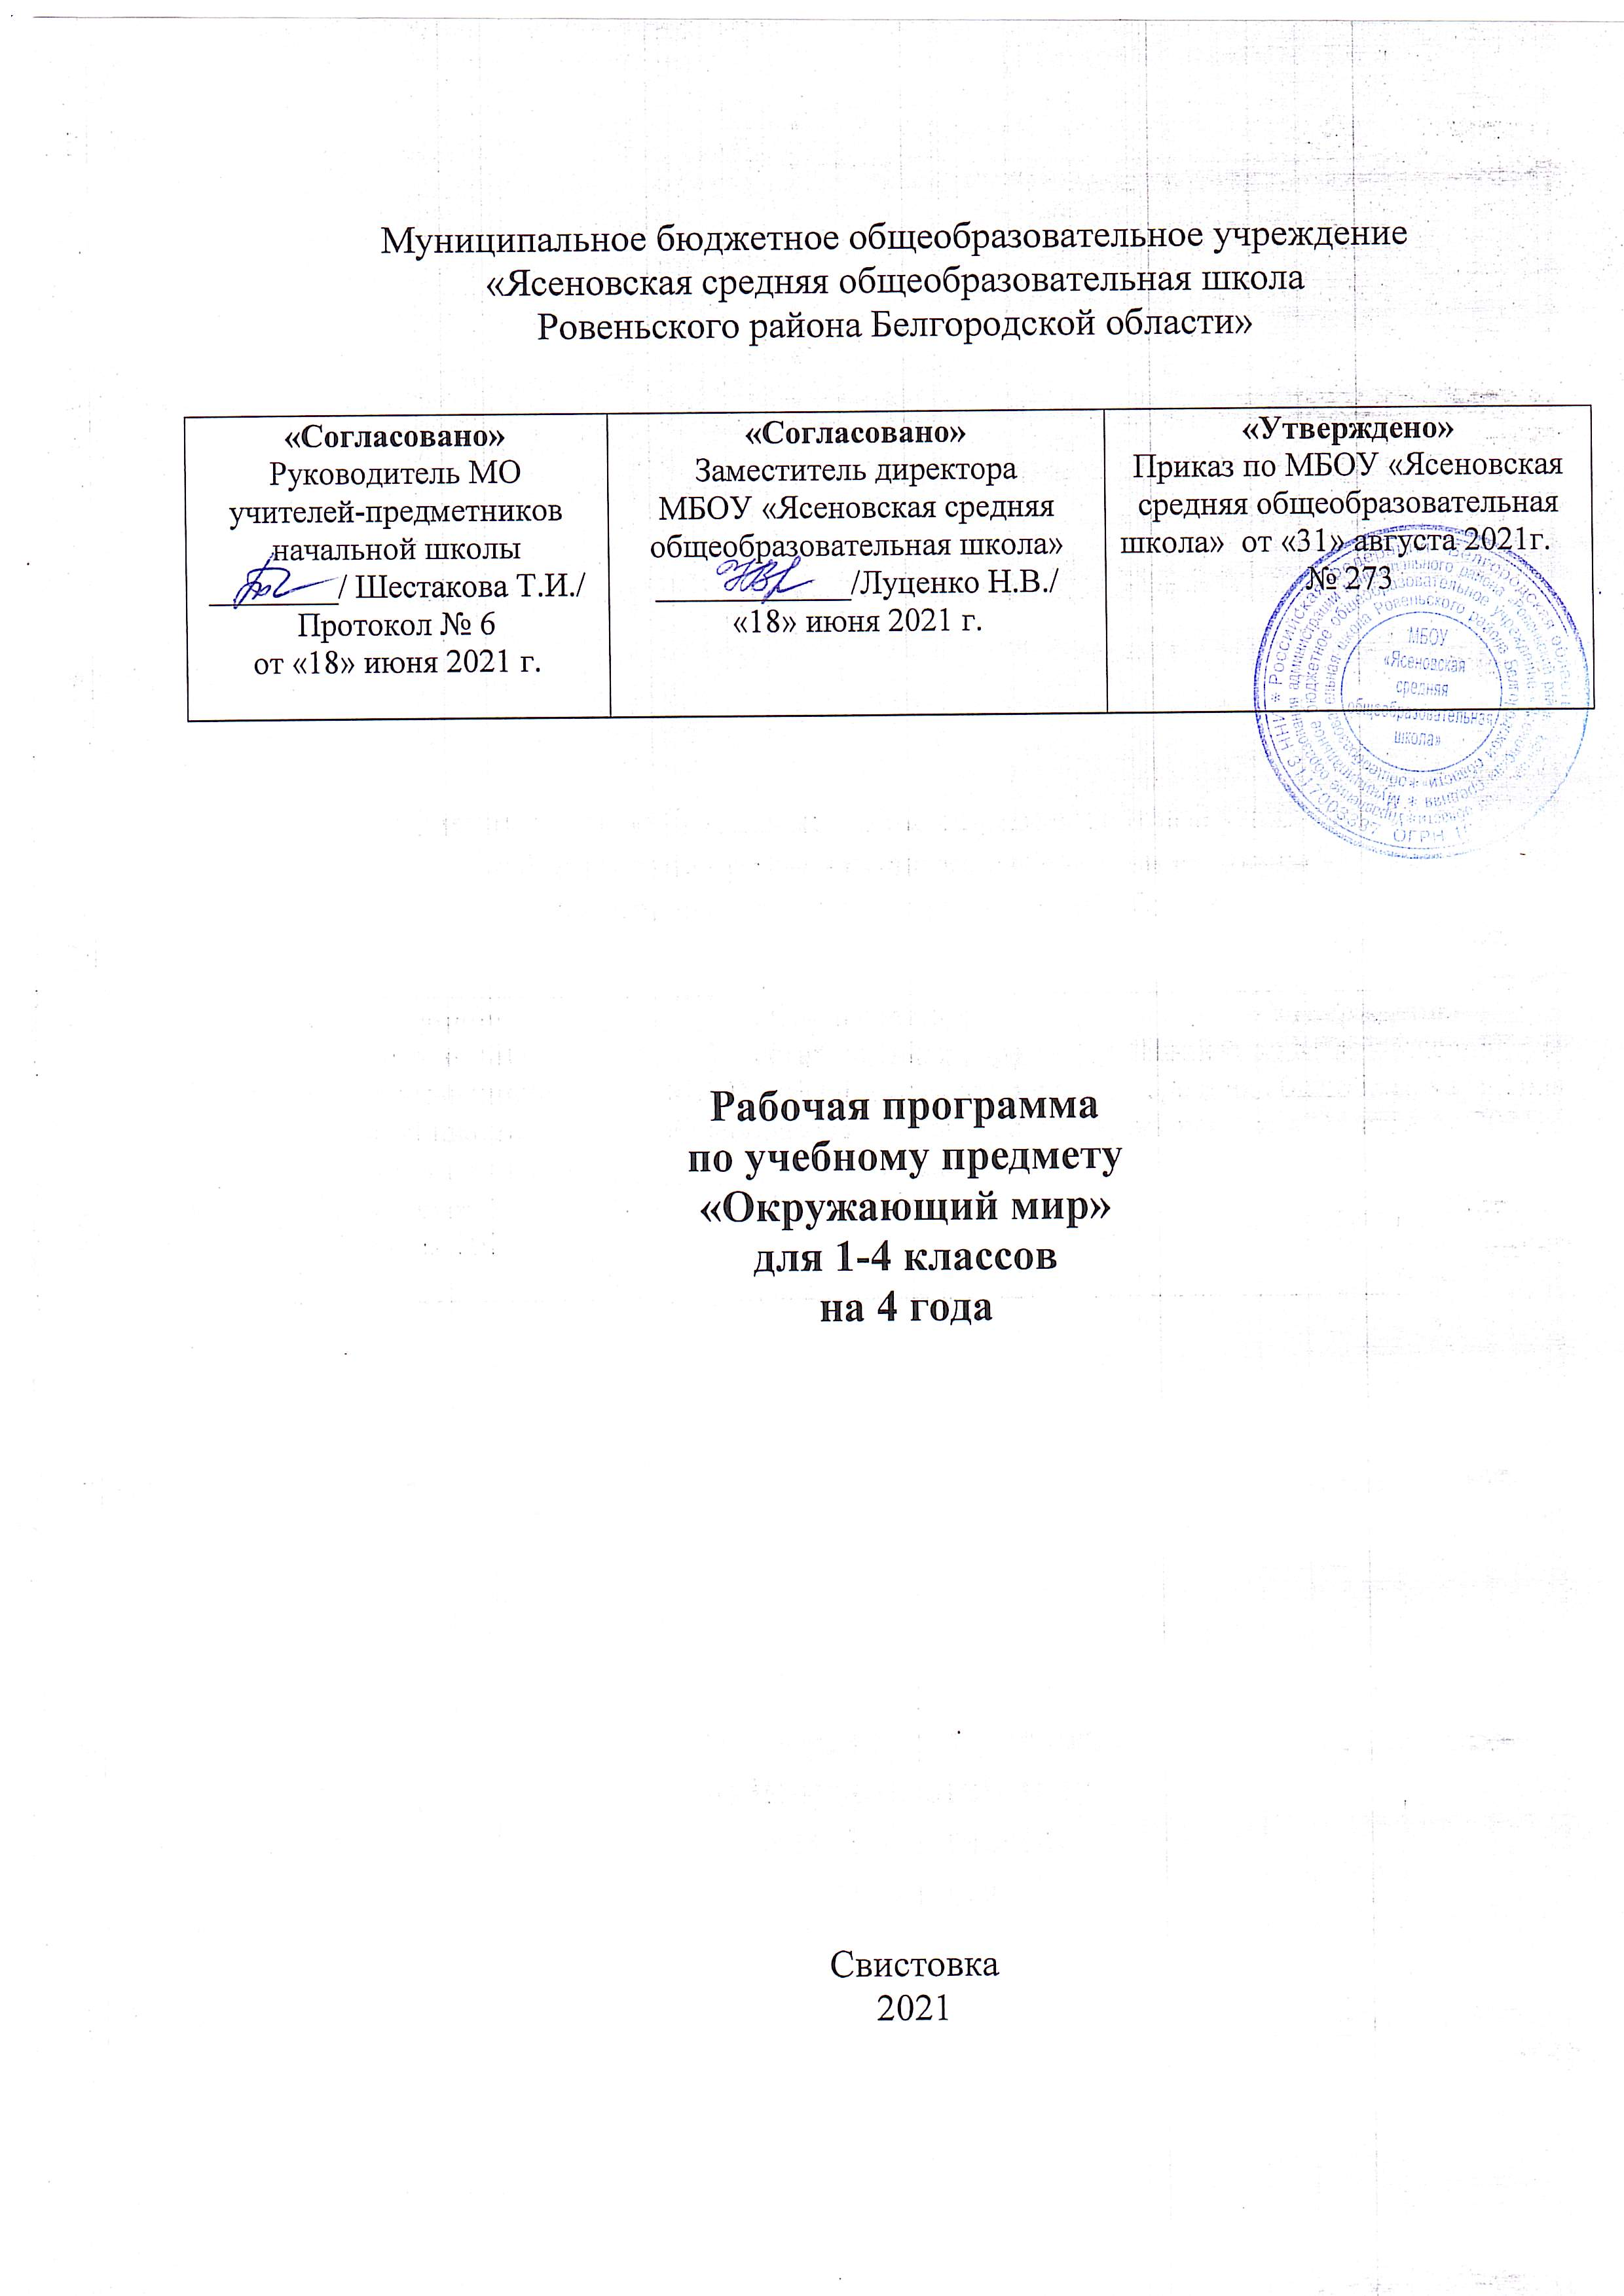 Муниципальное бюджетное общеобразовательное учреждение
«Ясеновская средняя общеобразовательная школа
Ровеньского района Белгородской области»
«Согласовано»
Руководитель МО
учителей-предметников
начальной школы
/ Шестакова Т.И./
Протокол № 6
от «18» июня 2021 г.
«Согласовано»
Заместитель директора
МБОУ «Ясеновская средняя
общеобразовательная школа»
/Луценко Н.В./
«18» июня 2021 г.
«Утверждено»
Приказ по МБОУ «Ясеновская
средняя общеобразовательная
школа» от «31» августа 2021г.
№ 273
МБОУ
«Ясеновская
средняя
общеобразовательная
школа»
Рабочая программа
по учебному предмету
«Окружающий мир»
для 1-4 классов
на 4 года
Свистовка
2021